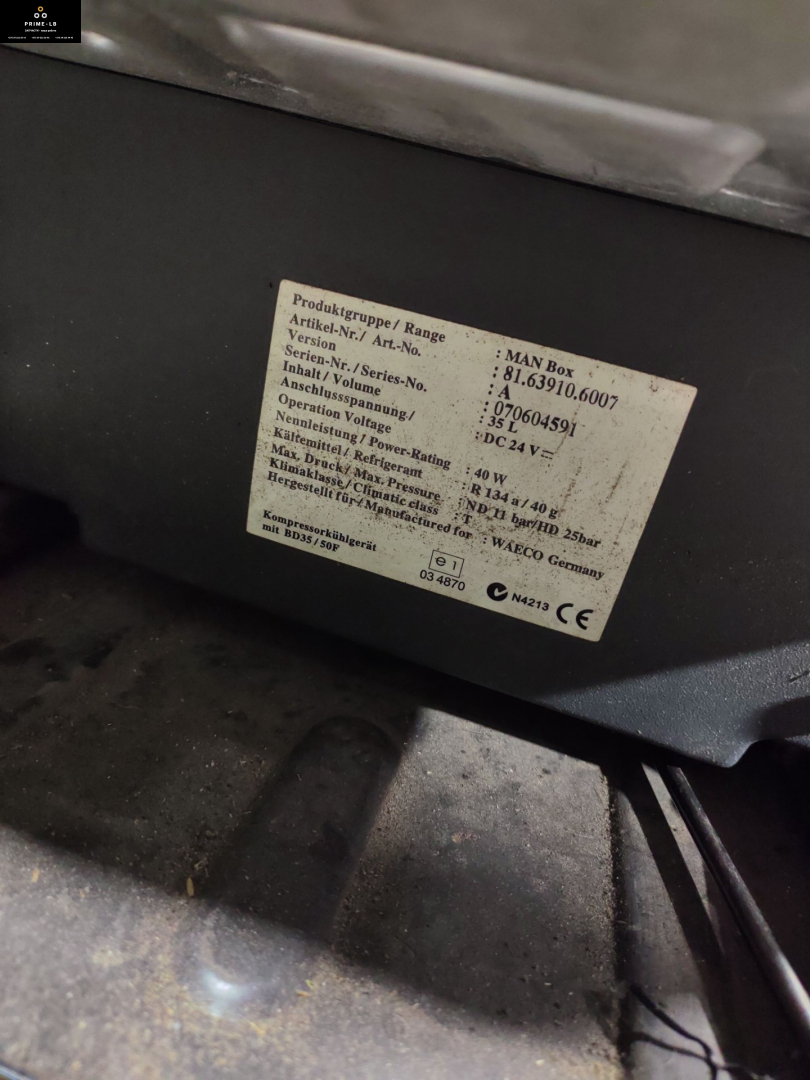 PRIME-LB
Produktgruppe / Range : MAN Box
Artikel-Nr. / Art.-No. : 81.63910.6007
Version : A
Serien-Nr. / Series-No. : 070604591
Inhalt / Volume : 35 L
Anschlussspannung /
Operation Voltage : DC 24 V
Nennleistung / Power-Rating : 40 W
Kältemittel / Refrigerant : R 134 a / 40 g
Max. Druck / Max. Pressure : ND 11 bar/HD 25bar
Klimaklasse / Climatic class : T
Hergestellt für / Manufactured for : WAECO Germany
Kompressorkühlgerät
mit BD35 / 50F
e 1
03 4870
N4213 CE